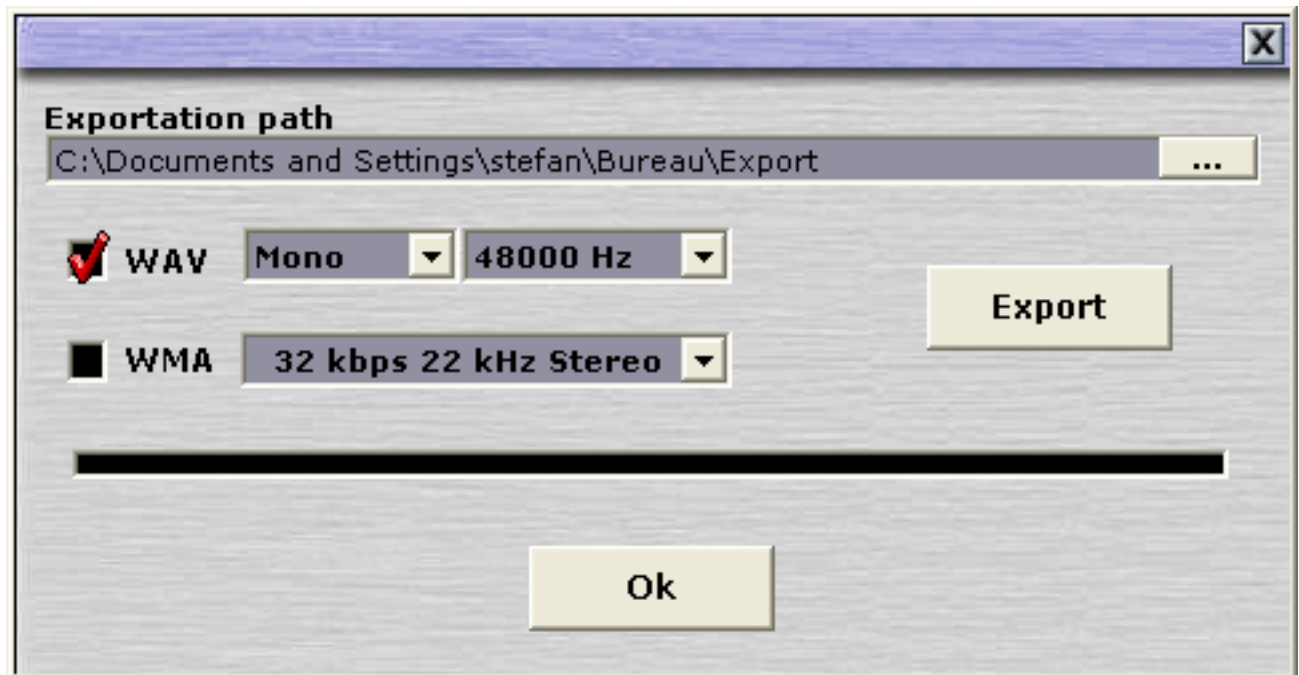 X
Exportation path
C:\Documents and Settings\stefan\Bureau\Export ...
WAV Mono 48000 Hz
Export
WMA 32 kbps 22 kHz Stereo
Ok